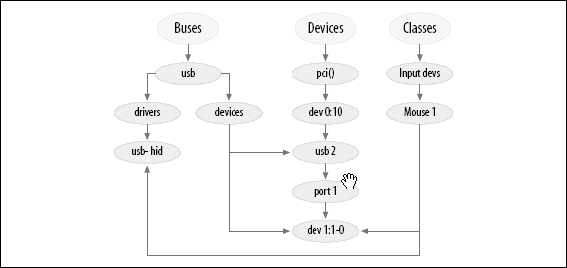 Buses Devices Classes
usb pci() Input devs
drivers devices dev 0:10 Mouse 1
usb- hid usb 2
port 1
dev 1:1-0